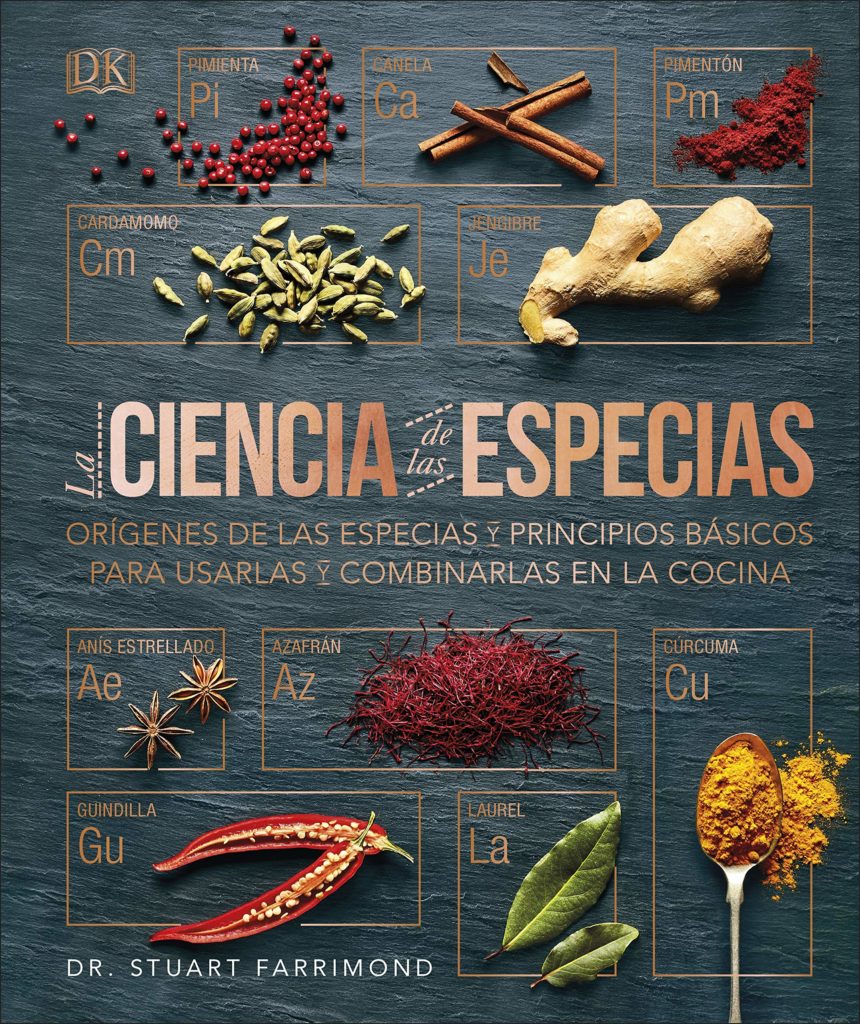 DK
PIMIENTA
Pi
CANELA
Ca
PIMENTÓN
Pm
CARDAMOMO
Cm
JENGIBRE
Je
La CIENCIA de las ESPECIAS
ORÍGENES DE LAS ESPECIAS Y PRINCIPIOS BÁSICOS
PARA USARLAS Y COMBINARLAS EN LA COCINA
ANÍS ESTRELLADO
Ae
AZAFRÁN
Az
CÚRCUMA
Cu
GUINDILLA
Gu
LAUREL
La
DR. STUART FARRIMOND